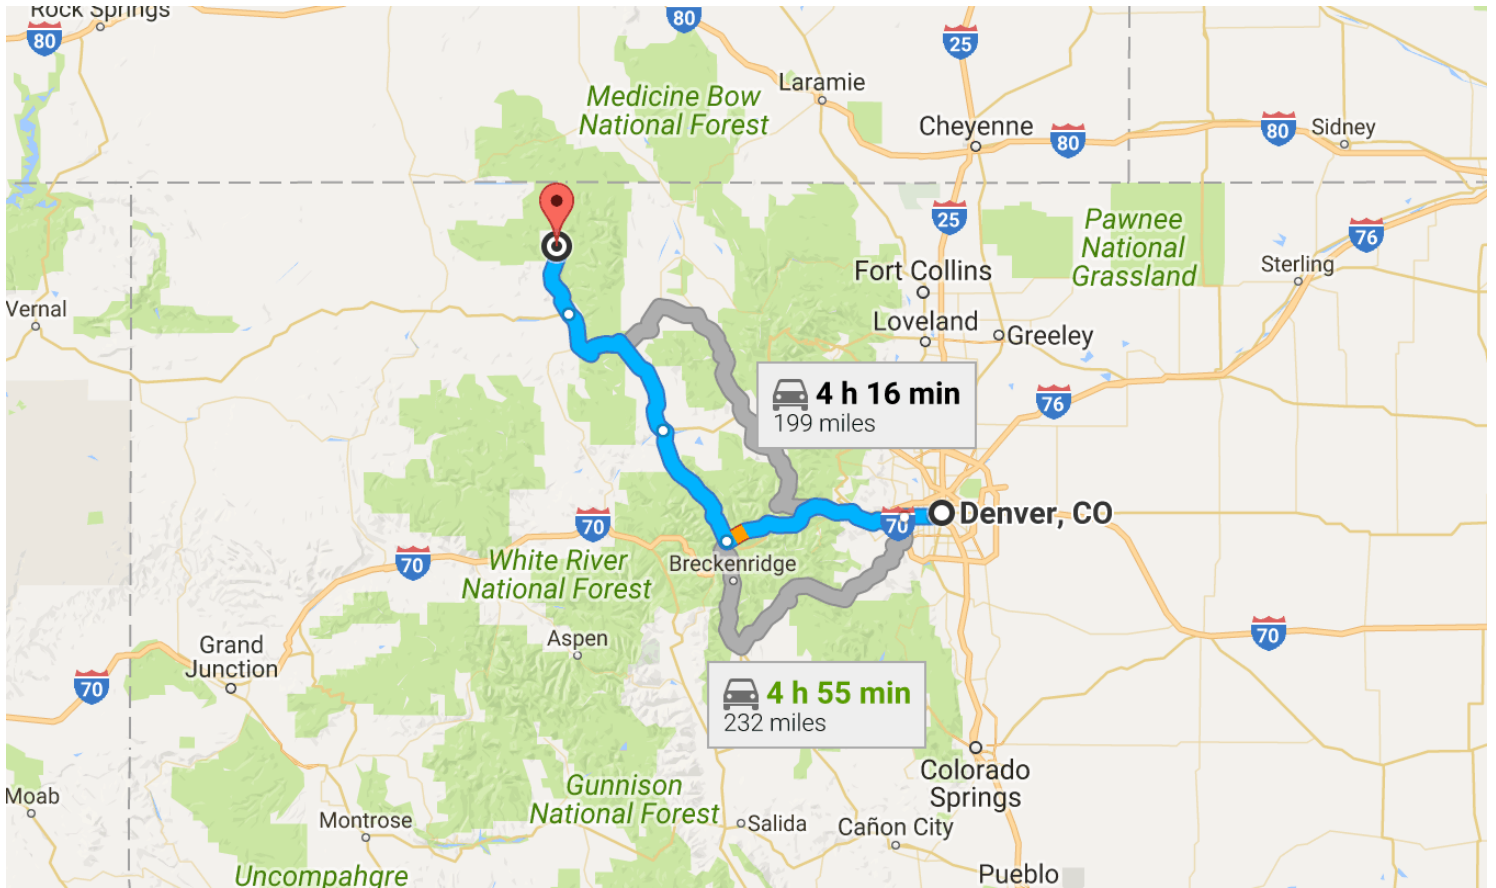 Rock Springs
80
80
25
Laramie
Medicine Bow
National Forest
Cheyenne
80
80
Sidney
25
Pawnee
National
Grassland
76
Sterling
Fort Collins
Vernal
Loveland
Greeley
4 h 16 min
199 miles
76
70
70
Denver, CO
70
White River
National Forest
Breckenridge
Grand
Junction
Aspen
70
70
4 h 55 min
232 miles
Colorado
Springs
Gunnison
National Forest
Moab
Montrose
Salida
Cañon City
Uncompahgre
Pueblo